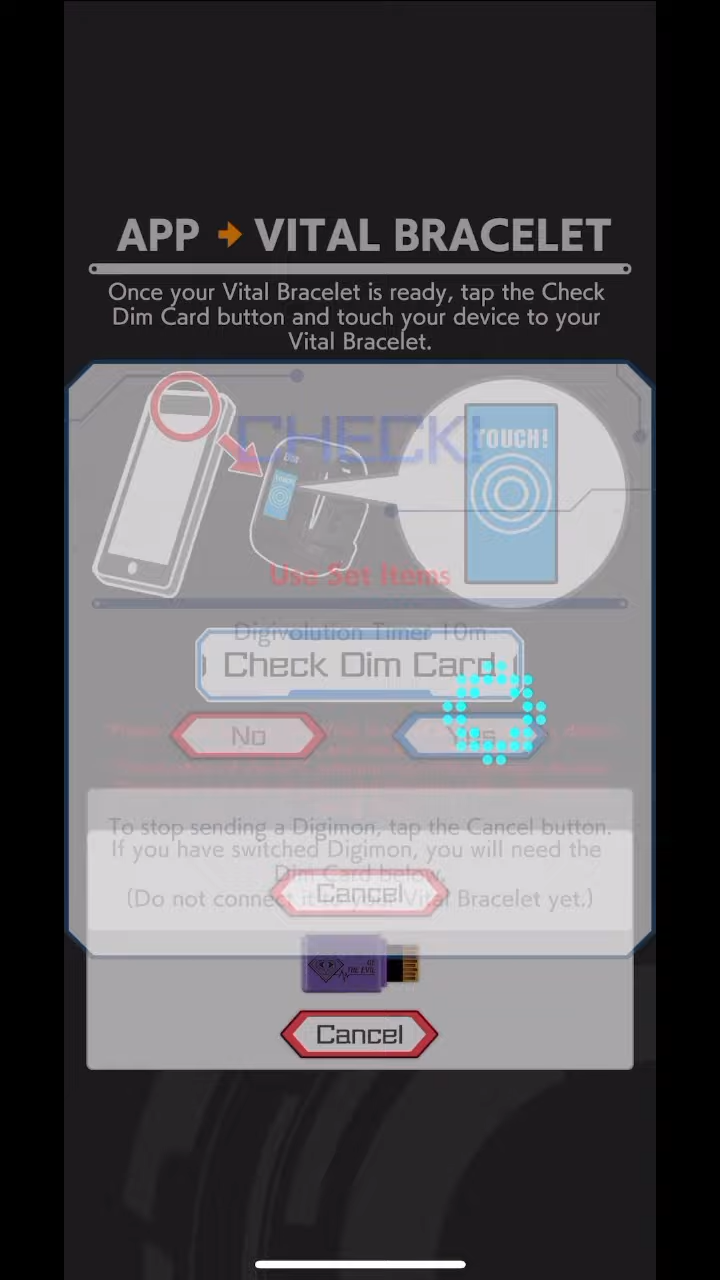 APP VITAL BRACELET
Once your Vital Bracelet is ready, tap the Check
Dim Card button and touch your device to your
Vital Bracelet.
CHECK!
TOUCH!
Use Set Items
Digivolution Timer 10m
Check Dim Card
No
Yes
To stop sending a Digimon, tap the Cancel button.
If you have switched Digimon, you will need the
Dim Card below.
Cancel
(Do not connect it to your Vital Bracelet yet.)
THE EVIL
Cancel